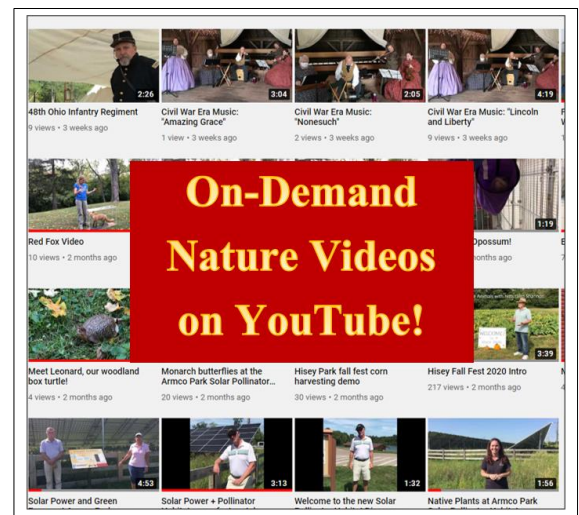 2:26
3:04
2:05
4:19
48th Ohio Infantry Regiment
9 views • 3 weeks ago
Civil War Era Music:
"Amazing Grace"
1 view • 3 weeks ago
Civil War Era Music:
"Nonesuch"
2 views • 3 weeks ago
Civil War Era Music: "Lincoln
and Liberty"
9 views • 3 weeks ago
On-Demand
Nature Videos
on YouTube!
1:19
Red Fox Video
10 views • 2 months ago
Opossum!
months ago
3:39
Meet Leonard, our woodland
box turtle!
4 views • 2 months ago
Monarch butterflies at the
Armco Park Solar Pollinator...
20 views • 2 months ago
Hisey Park fall fest corn
harvesting demo
30 views • 2 months ago
Hisey Fall Fest 2020 Intro
217 views • 2 months ago
4:53
3:13
1:32
1:56
Solar Power and Green
Solar Power + Pollinator
Welcome to the new Solar
Native Plants at Armco Park